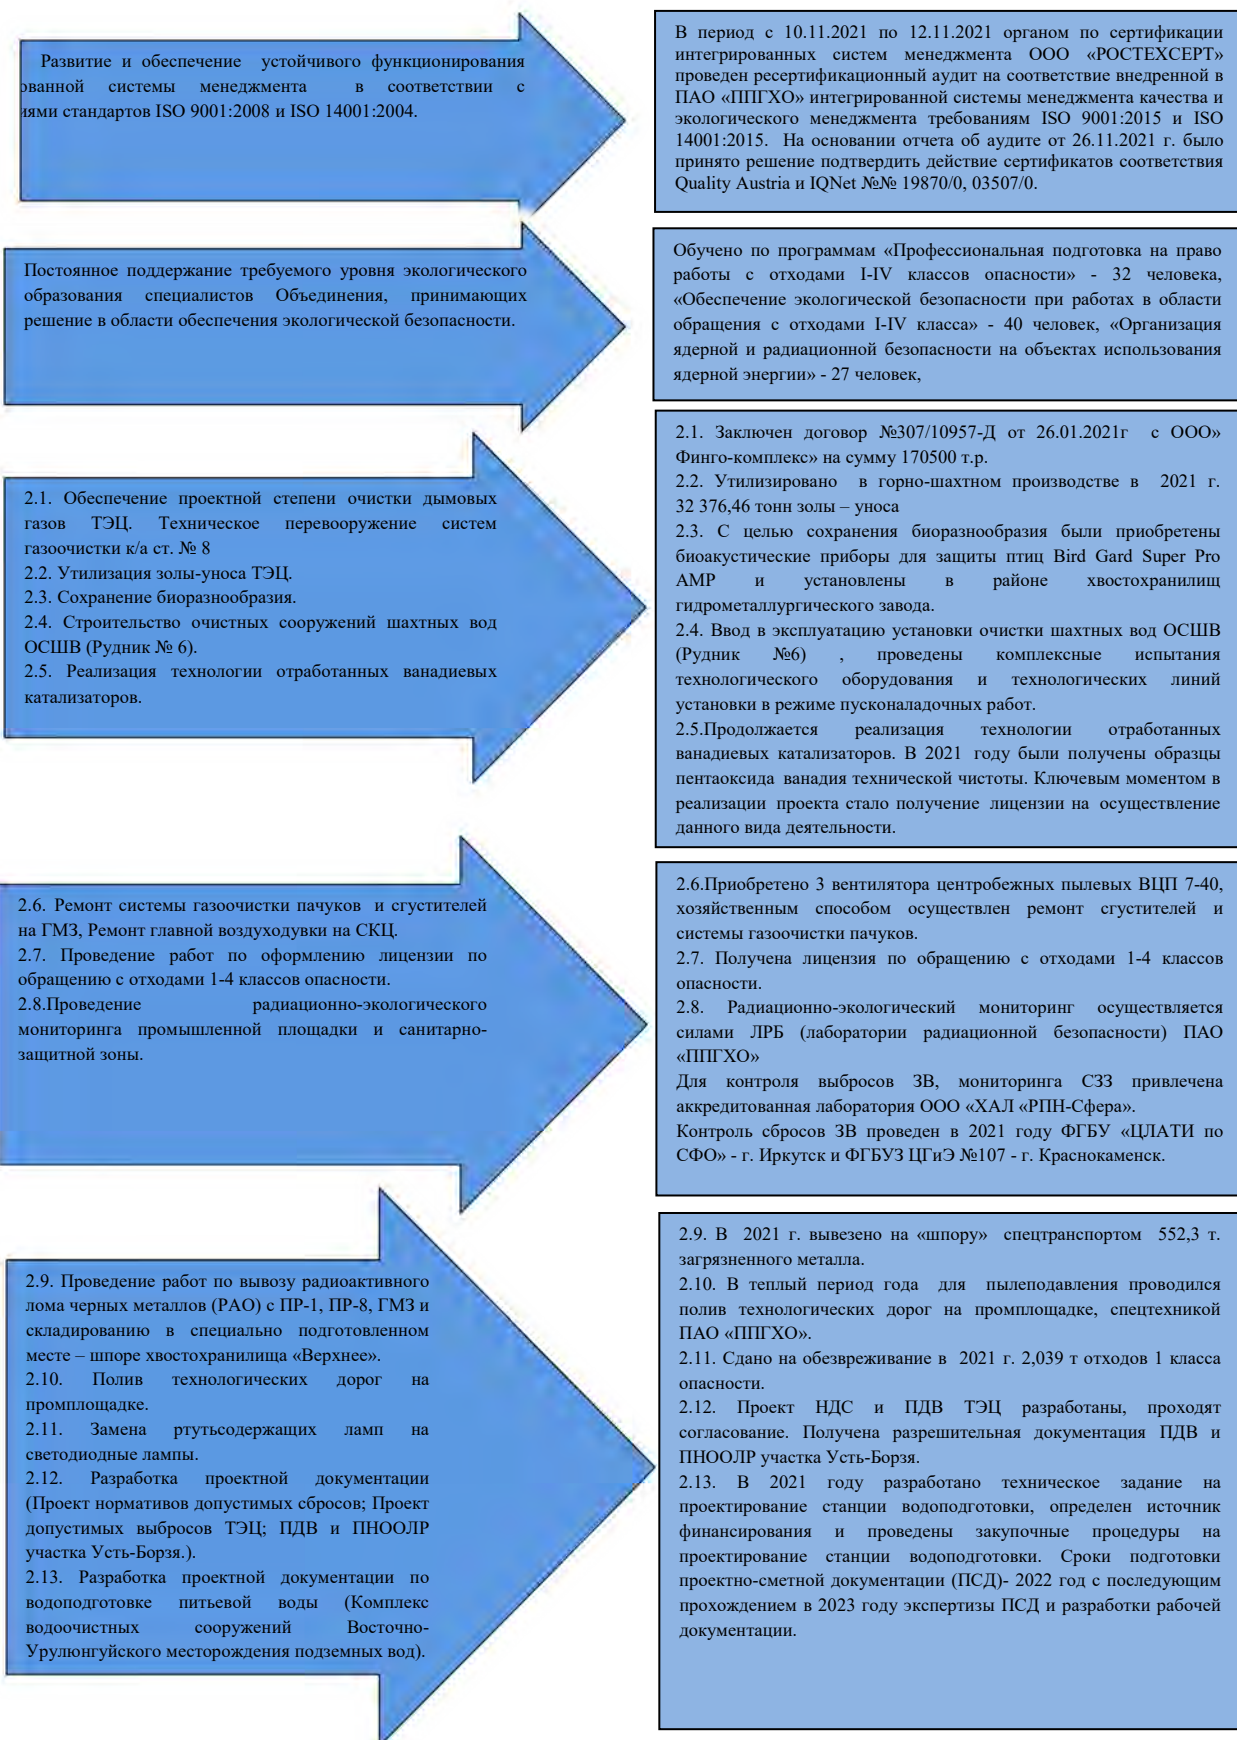 Развитие и обеспечение устойчивого функционирования
ованной системы менеджмента в соответствии с
иями стандартов ISO 9001:2008 и ISO 14001:2004.
В период с 10.11.2021 по 12.11.2021 органом по сертификации
интегрированных систем менеджмента ООО «РОСТЕХСЕРТ»
проведен ресертификационный аудит на соответствие внедренной в
ПАО «ППГХО» интегрированной системы менеджмента качества и
экологического менеджмента требованиям ISO 9001:2015 и ISO
14001:2015. На основании отчета об аудите от 26.11.2021 г. было
принято решение подтвердить действие сертификатов соответствия
Quality Austria и IQNet №№ 19870/0, 03507/0.
Постоянное поддержание требуемого уровня экологического
образования специалистов Объединения, принимающих
решение в области обеспечения экологической безопасности.
Обучено по программам «Профессиональная подготовка на право
работы с отходами I-IV классов опасности» - 32 человека,
«Обеспечение экологической безопасности при работах в области
обращения с отходами I-IV класса» - 40 человек, «Организация
ядерной и радиационной безопасности на объектах использования
ядерной энергии» - 27 человек,
2.1. Обеспечение проектной степени очистки дымовых
газов ТЭЦ. Техническое перевооружение систем
газоочистки к/а ст. № 8
2.2. Утилизация золы-уноса ТЭЦ.
2.3. Сохранение биоразнообразия.
2.4. Строительство очистных сооружений шахтных вод
ОСШВ (Рудник № 6).
2.5. Реализация технологии отработанных ванадиевых
катализаторов.
2.1. Заключен договор №307/10957-Д от 26.01.2021г с ООО»
Финго-комплекс» на сумму 170500 т.р.
2.2. Утилизировано в горно-шахтном производстве в 2021 г.
32 376,46 тонн золы – уноса
2.3. С целью сохранения биоразнообразия были приобретены
биоакустические приборы для защиты птиц Bird Gard Super Pro
AMP и установлены в районе хвостохранилищ
гидрометаллургического завода.
2.4. Ввод в эксплуатацию установки очистки шахтных вод ОСШВ
(Рудник №6) , проведены комплексные испытания
технологического оборудования и технологических линий
установки в режиме пусконаладочных работ.
2.5.Продолжается реализация технологии отработанных
ванадиевых катализаторов. В 2021 году были получены образцы
пентаоксида ванадия технической чистоты. Ключевым моментом в
реализации проекта стало получение лицензии на осуществление
данного вида деятельности.
2.6. Ремонт системы газоочистки пачуков и сгустителей
на ГМЗ, Ремонт главной воздуходувки на СКЦ.
2.7. Проведение работ по оформлению лицензии по
обращению с отходами 1-4 классов опасности.
2.8.Проведение радиационно-экологического
мониторинга промышленной площадки и санитарно-
защитной зоны.
2.6.Приобретено 3 вентилятора центробежных пылевых ВЦП 7-40,
хозяйственным способом осуществлен ремонт сгустителей и
системы газоочистки пачуков.
2.7. Получена лицензия по обращению с отходами 1-4 классов
опасности.
2.8. Радиационно-экологический мониторинг осуществляется
силами ЛРБ (лаборатории радиационной безопасности) ПАО
«ППГХО»
Для контроля выбросов ЗВ, мониторинга СЗЗ привлечена
аккредитованная лаборатория ООО «ХАЛ «РПН-Сфера».
Контроль сбросов ЗВ проведен в 2021 году ФГБУ «ЦЛАТИ по
СФО» - г. Иркутск и ФГБУЗ ЦГиЭ №107 - г. Краснокаменск.
2.9. Проведение работ по вывозу радиоактивного
лома черных металлов (РАО) с ПР-1, ПР-8, ГМЗ и
складированию в специально подготовленном
месте – шпоре хвостохранилища «Верхнее».
2.10. Полив технологических дорог на
промплощадке.
2.11. Замена ртутьсодержащих ламп на
светодиодные лампы.
2.12. Разработка проектной документации
(Проект нормативов допустимых сбросов; Проект
допустимых выбросов ТЭЦ; ПДВ и ПНООЛР
участка Усть-Борзя.).
2.13. Разработка проектной документации по
водоподготовке питьевой воды (Комплекс
водоочистных сооружений Восточно-
Урулюнгуйского месторождения подземных вод).
2.9. В 2021 г. вывезено на «шпору» спецтранспортом 552,3 т.
загрязненного металла.
2.10. В теплый период года для пылеподавления проводился
полив технологических дорог на промплощадке, спецтехникой
ПАО «ППГХО».
2.11. Сдано на обезвреживание в 2021 г. 2,039 т отходов 1 класса
опасности.
2.12. Проект НДС и ПДВ ТЭЦ разработаны, проходят
согласование. Получена разрешительная документация ПДВ и
ПНООЛР участка Усть-Борзя.
2.13. В 2021 году разработано техническое задание на
проектирование станции водоподготовки, определен источник
финансирования и проведены закупочные процедуры на
проектирование станции водоподготовки. Сроки подготовки
проектно-сметной документации (ПСД)- 2022 год с последующим
прохождением в 2023 году экспертизы ПСД и разработки рабочей
документации.